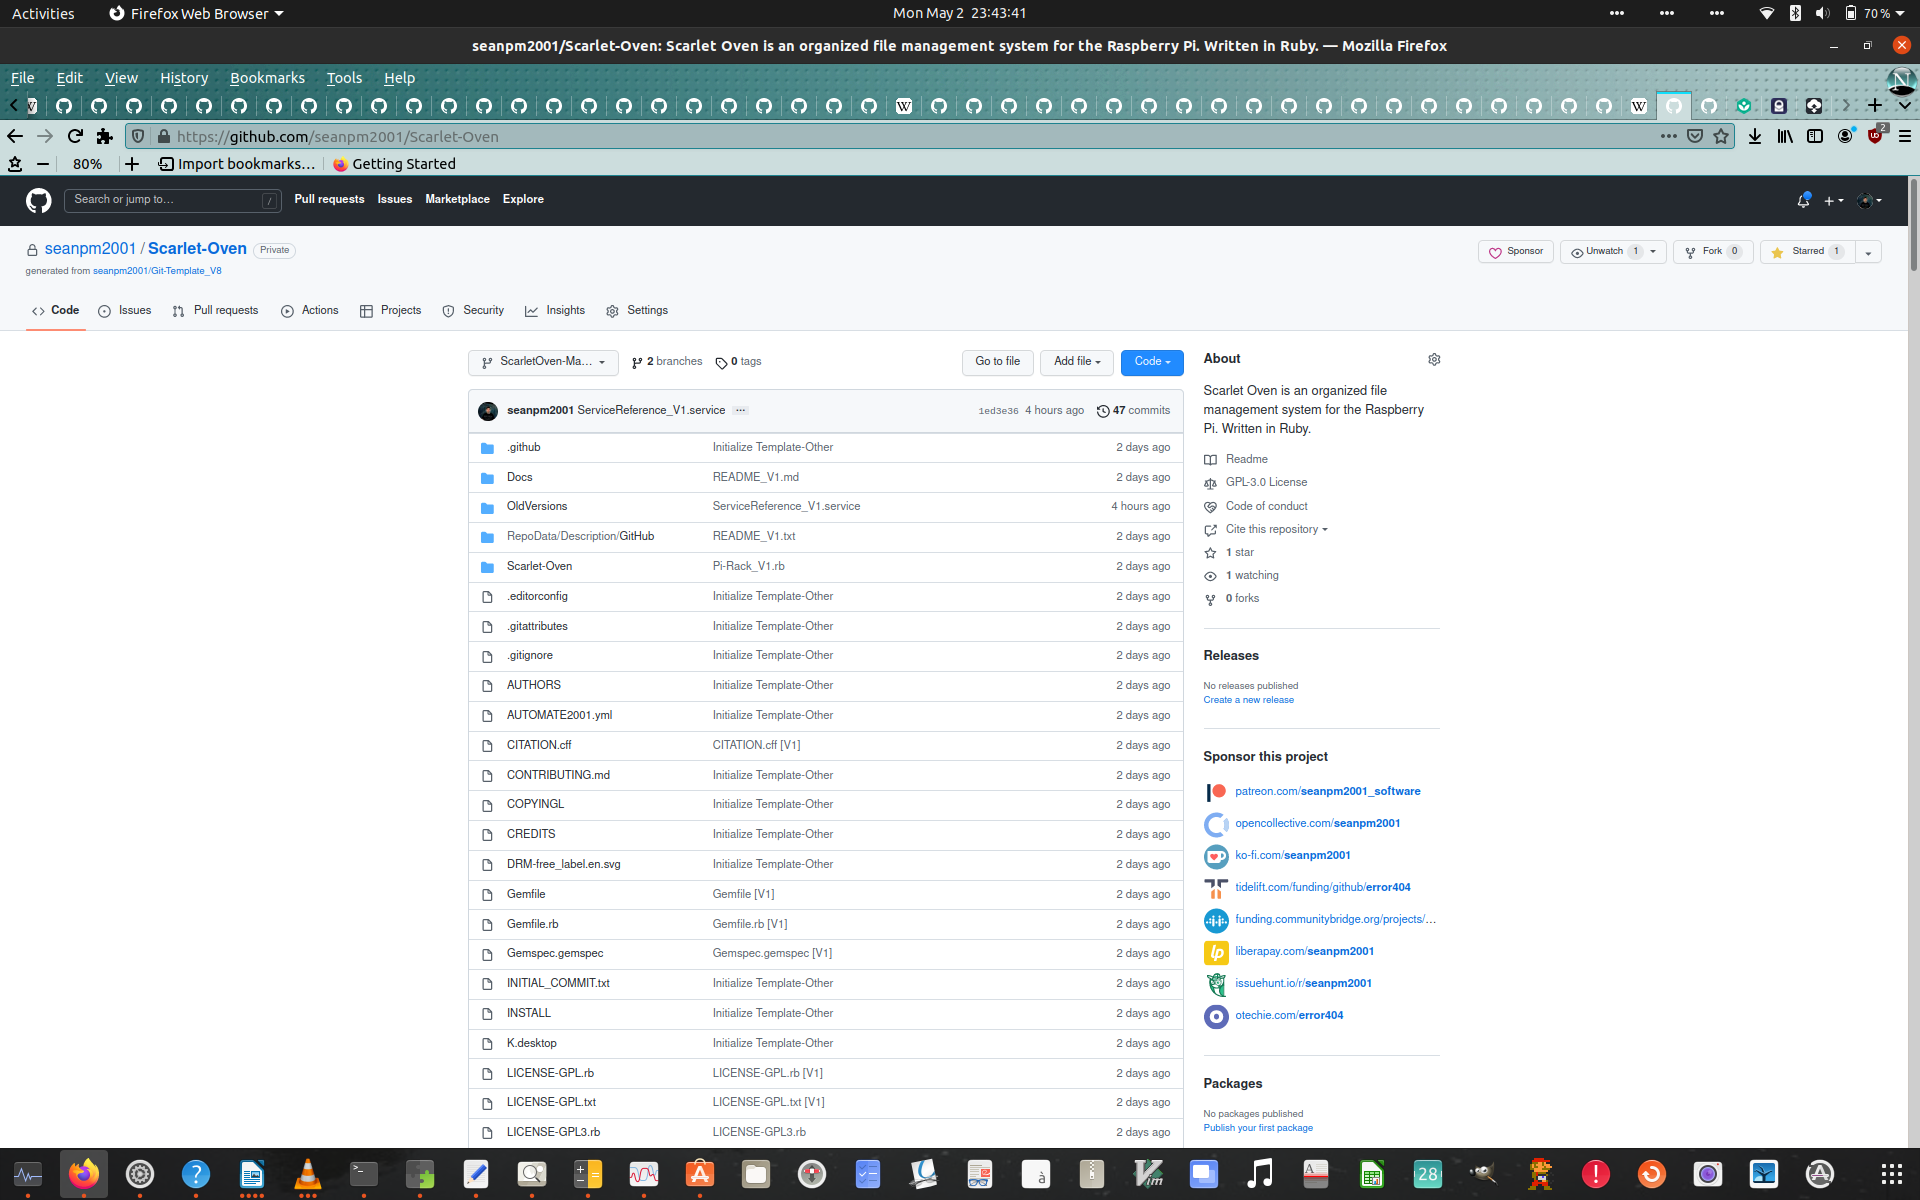 Activities Firefox Web Browser Mon May 2 23:43:41 70 %
seanpm2001/Scarlet-Oven: Scarlet Oven is an organized file management system for the Raspberry Pi. Written in Ruby. — Mozilla Firefox
File Edit View History Bookmarks Tools Help
https://github.com/seanpm2001/Scarlet-Oven 2
80% Import bookmarks... Getting Started
Search or jump to... / Pull requests Issues Marketplace Explore
seanpm2001 / Scarlet-Oven Private Sponsor Unwatch 1 Fork 0 Starred 1
generated from seanpm2001/Git-Template_V8
Code Issues Pull requests Actions Projects Security Insights Settings
ScarletOven-Ma... 2 branches 0 tags Go to file Add file Code
seanpm2001 ServiceReference_V1.service ... 1ed3e36 4 hours ago 47 commits
.github Initialize Template-Other 2 days ago
Docs README_V1.md 2 days ago
OldVersions ServiceReference_V1.service 4 hours ago
RepoData/Description/GitHub README_V1.txt 2 days ago
Scarlet-Oven Pi-Rack_V1.rb 2 days ago
.editorconfig Initialize Template-Other 2 days ago
.gitattributes Initialize Template-Other 2 days ago
.gitignore Initialize Template-Other 2 days ago
AUTHORS Initialize Template-Other 2 days ago
AUTOMATE2001.yml Initialize Template-Other 2 days ago
CITATION.cff CITATION.cff [V1] 2 days ago
CONTRIBUTING.md Initialize Template-Other 2 days ago
COPYINGL Initialize Template-Other 2 days ago
CREDITS Initialize Template-Other 2 days ago
DRM-free_label.en.svg Initialize Template-Other 2 days ago
Gemfile Gemfile [V1] 2 days ago
Gemfile.rb Gemfile.rb [V1] 2 days ago
Gemspec.gemspec Gemspec.gemspec [V1] 2 days ago
INITIAL_COMMIT.txt Initialize Template-Other 2 days ago
INSTALL Initialize Template-Other 2 days ago
K.desktop Initialize Template-Other 2 days ago
LICENSE-GPL.rb LICENSE-GPL.rb [V1] 2 days ago
LICENSE-GPL.txt LICENSE-GPL.txt [V1] 2 days ago
LICENSE-GPL3.rb LICENSE-GPL3.rb 2 days ago
About
Scarlet Oven is an organized file
management system for the Raspberry
Pi. Written in Ruby.
Readme
GPL-3.0 License
Code of conduct
Cite this repository
1 star
1 watching
0 forks
Releases
No releases published
Create a new release
Sponsor this project
patreon.com/seanpm2001_software
opencollective.com/seanpm2001
ko-fi.com/seanpm2001
tidelift.com/funding/github/error404
funding.communitybridge.org/projects/...
liberapay.com/seanpm2001
issuehunt.io/r/seanpm2001
otechie.com/error404
Packages
No packages published
Publish your first package
28